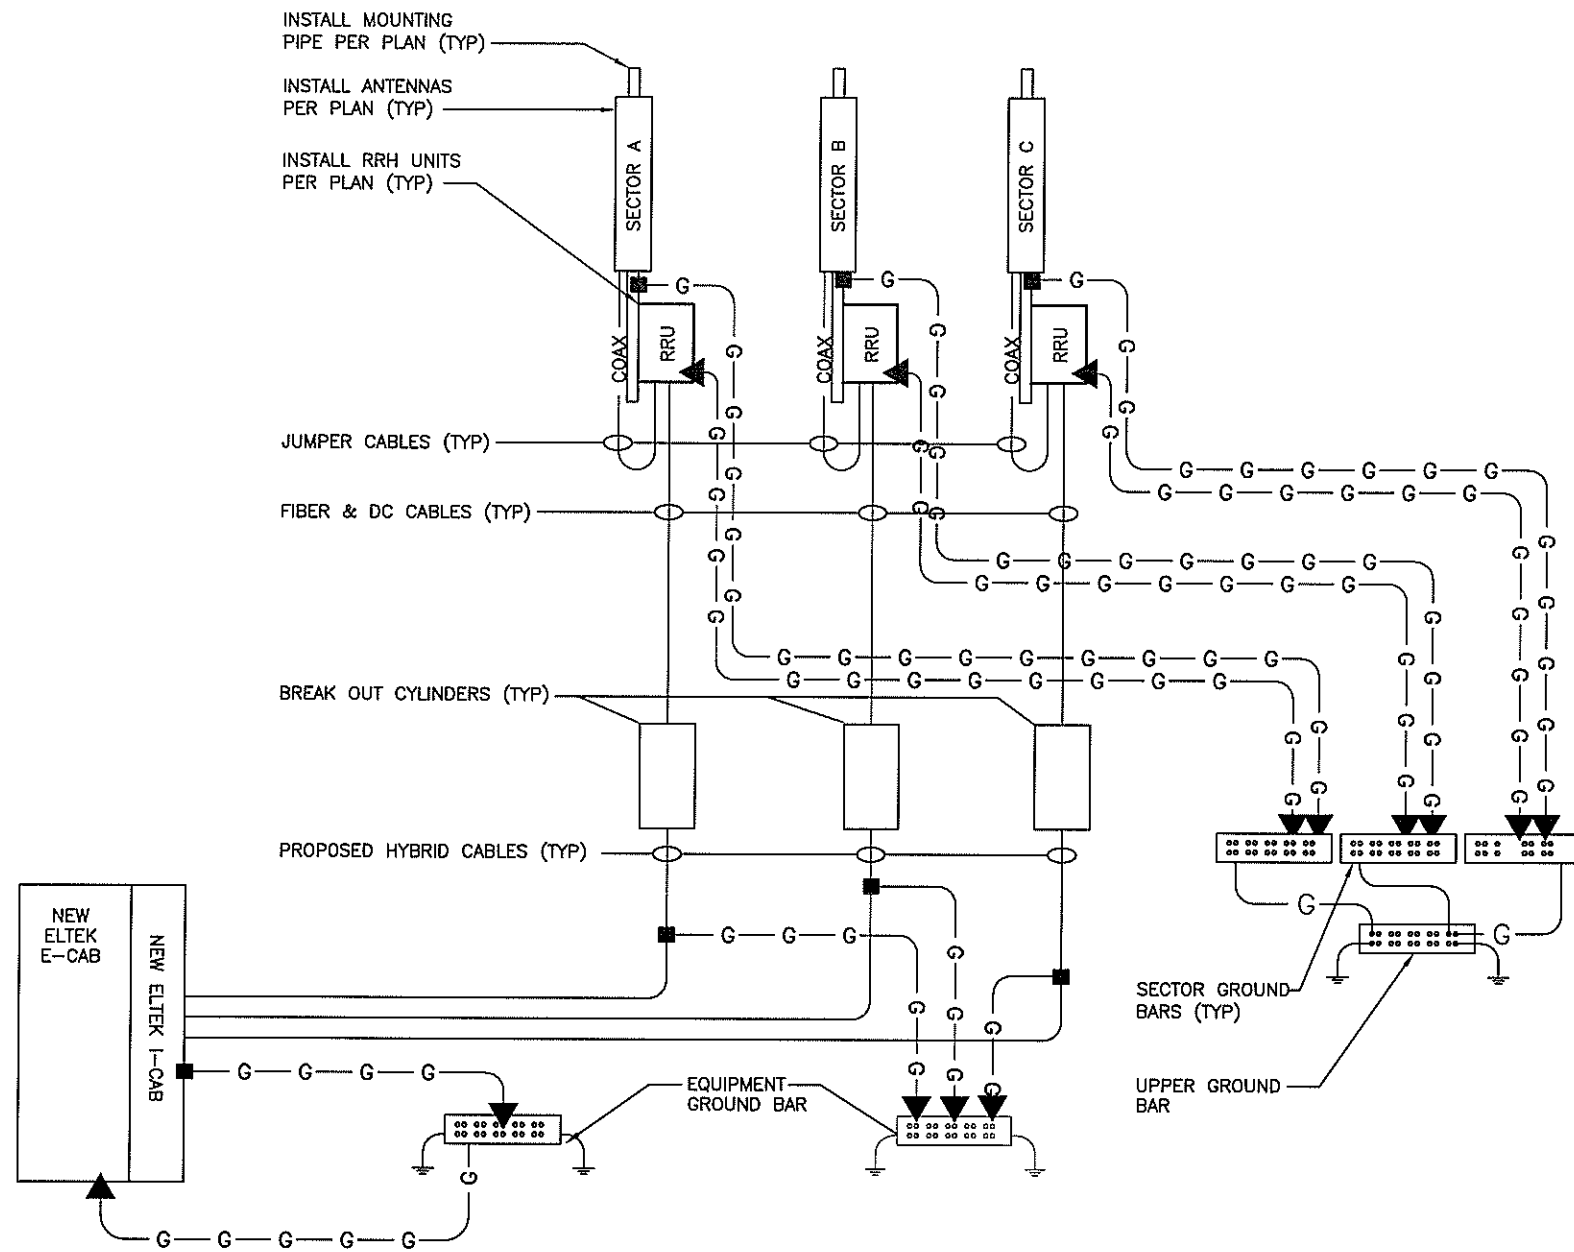 INSTALL MOUNTING
PIPE PER PLAN (TYP)
INSTALL ANTENNAS
PER PLAN (TYP)
INSTALL RRH UNITS
PER PLAN (TYP)
SECTOR A
SECTOR B
SECTOR C
G G G
COAX
RRU
COAX
RRU
COAX
RRU
JUMPER CABLES (TYP)
FIBER & DC CABLES (TYP)
G G G G G G
G G G G G G
G G G G G G G
G G G G G G G
G G G G G G G G G
G G G G G G G G
BREAK OUT CYLINDERS (TYP)
PROPOSED HYBRID CABLES (TYP)
NEW
ELTEK
E-CAB
NEW ELTEK I-CAB
G G G
G G
SECTOR GROUND
BARS (TYP)
UPPER GROUND
BAR
G G G G
EQUIPMENT
GROUND BAR
G
G G G G G